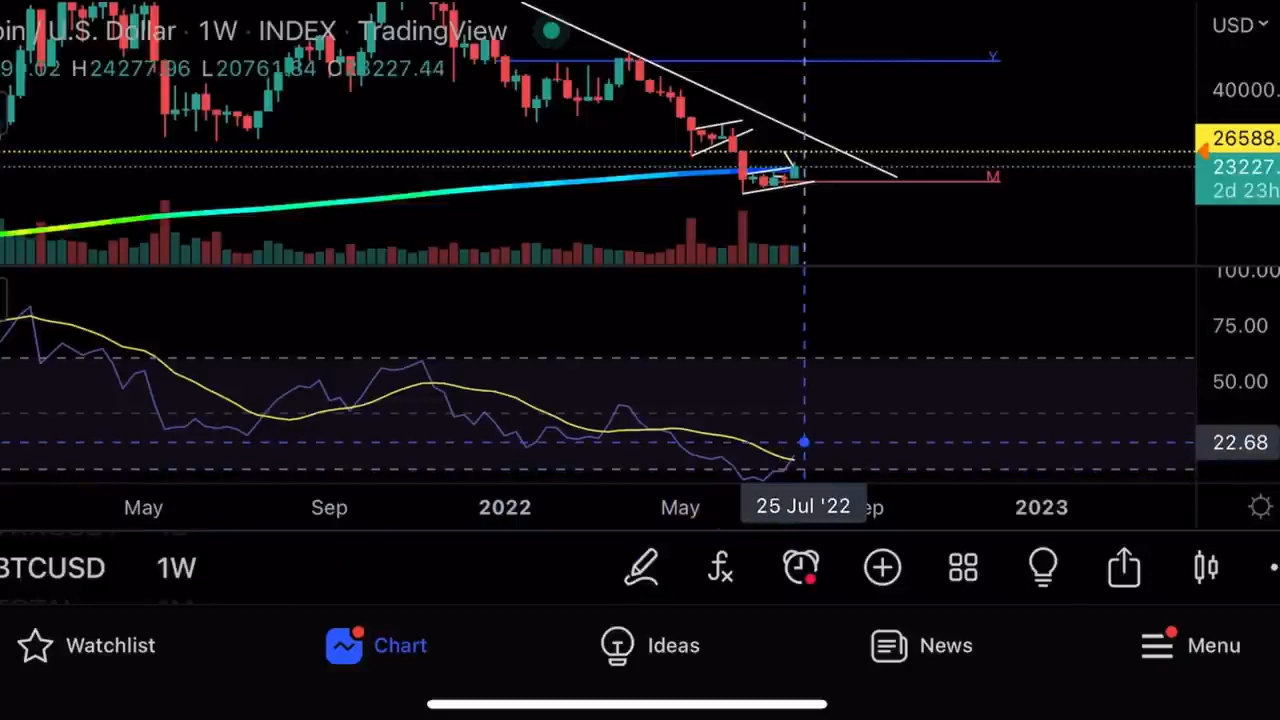 oin / U.S. Dollar · 1W · INDEX · TradingView
H24277.96 L20761.84 C23227.44
USD
Y
40000.
26588.
23227.
2d 23h
M
100.00
75.00
50.00
22.68
May
Sep
2022
May
25 Jul '22
ep
2023
BTCUSD 1W
Watchlist
Chart
Ideas
News
Menu